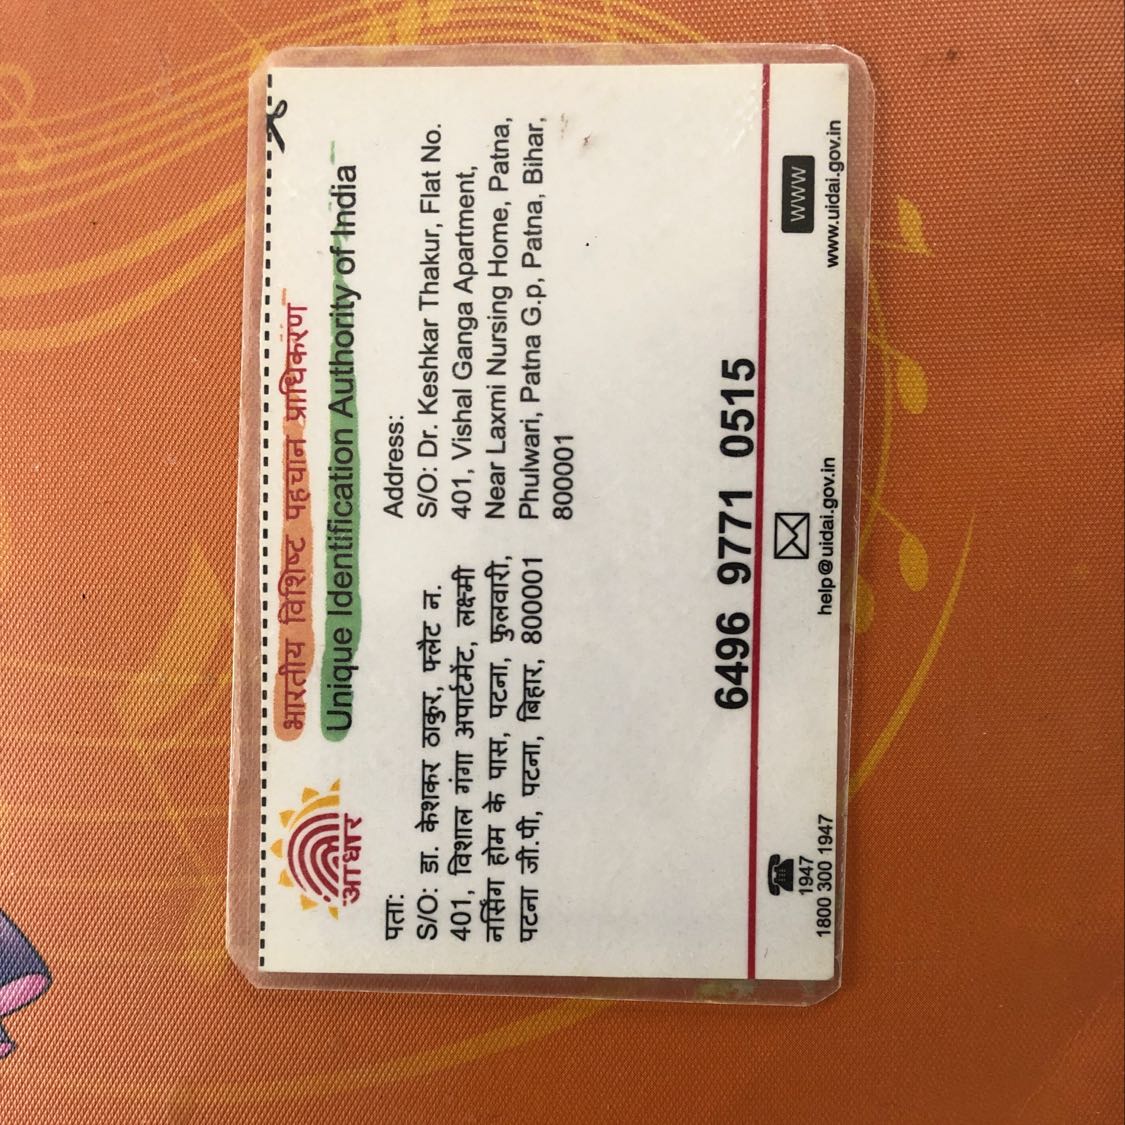 भारतीय विशिष्ट पहचान प्राधिकरण
Unique Identification Authority of India
आधार
पता:
S/O: डा. केशकर ठाकुर, फ्लैट न.
401, विशाल गंगा अपार्टमेंट, लक्ष्मी
नर्सिंग होम के पास, पटना, फुलवारी,
पटना जी.पी, पटना, बिहार, 800001
Address:
S/O: Dr. Keshkar Thakur, Flat No.
401, Vishal Ganga Apartment,
Near Laxmi Nursing Home, Patna,
Phulwari, Patna G.p, Patna, Bihar,
800001
6496 9771 0515
1947
1800 300 1947
help@uidai.gov.in
WWW
www.uidai.gov.in